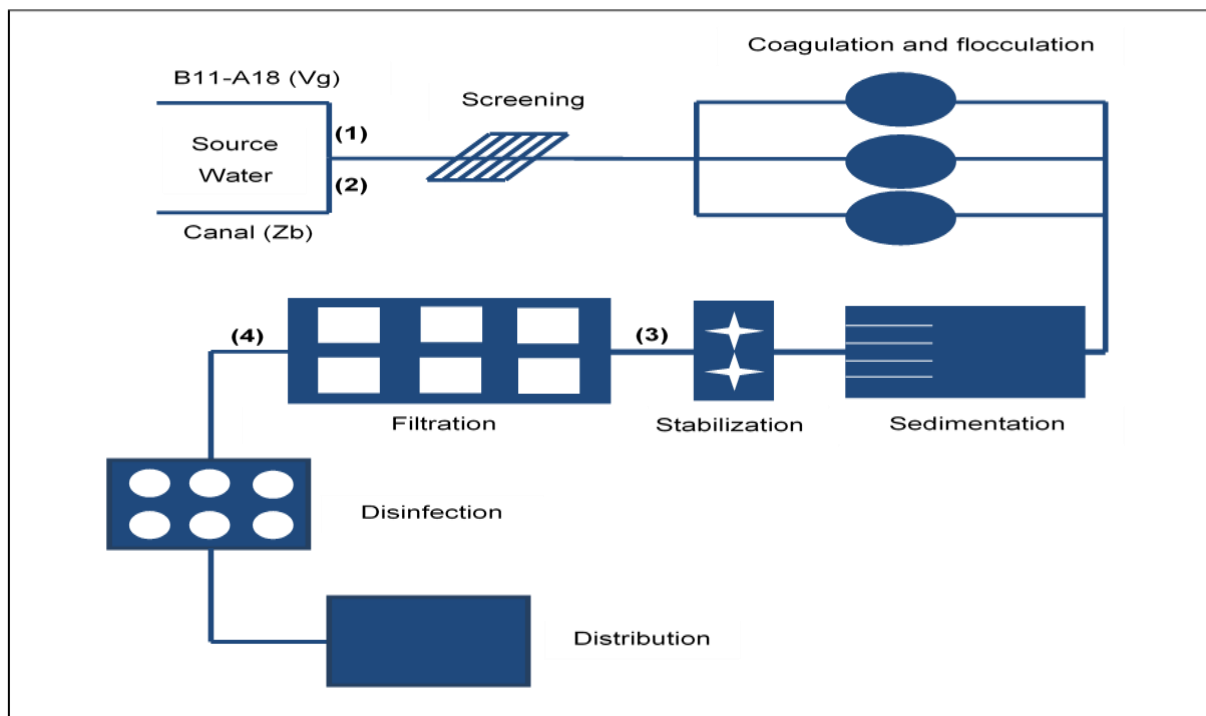 Coagulation and flocculation
B11-A18 (Vg)
Screening
(1)
Source
Water
(2)
Canal (Zb)
(4)
(3)
Filtration
Stabilization
Sedimentation
Disinfection
Distribution